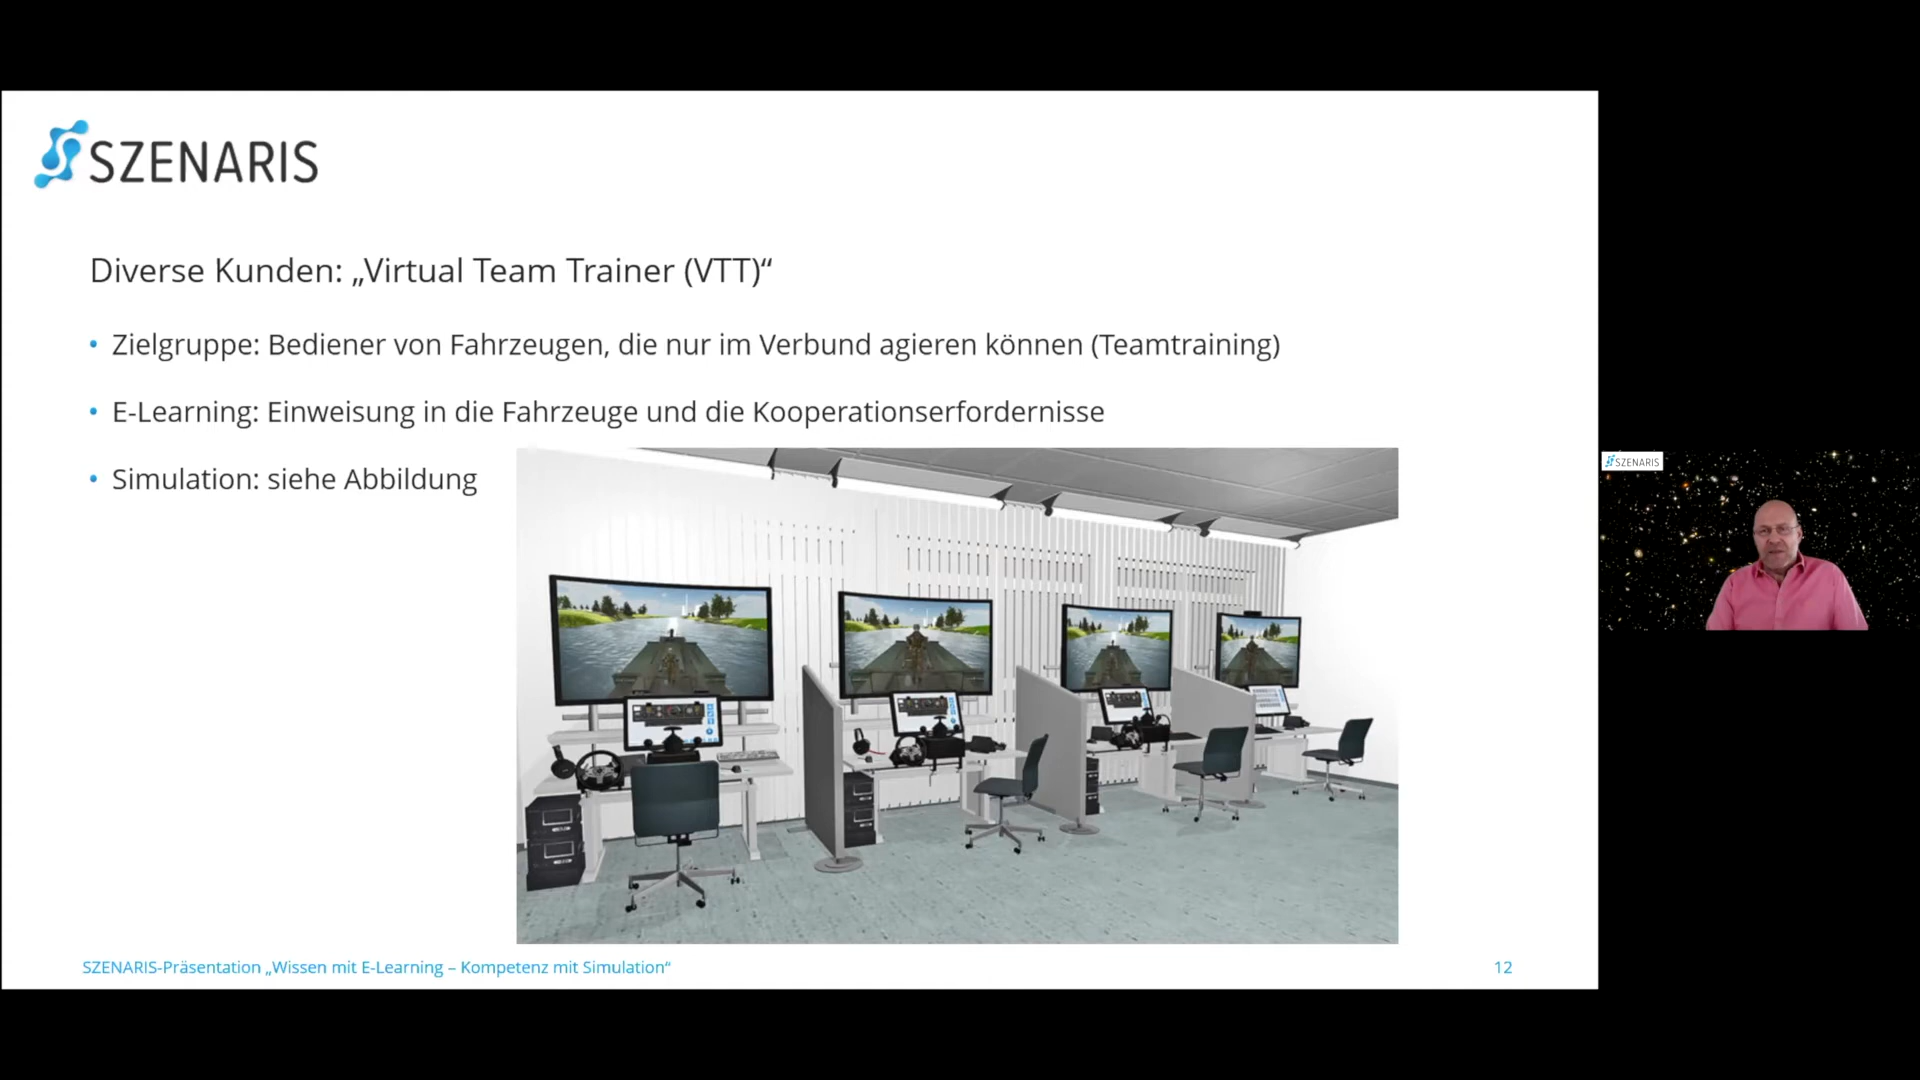 SZENARIS
Diverse Kunden: „Virtual Team Trainer (VTT)“
• Zielgruppe: Bediener von Fahrzeugen, die nur im Verbund agieren können (Teamtraining)
• E-Learning: Einweisung in die Fahrzeuge und die Kooperationserfordernisse
• Simulation: siehe Abbildung
SZENARIS
SZENARIS-Präsentation „Wissen mit E-Learning – Kompetenz mit Simulation“
12